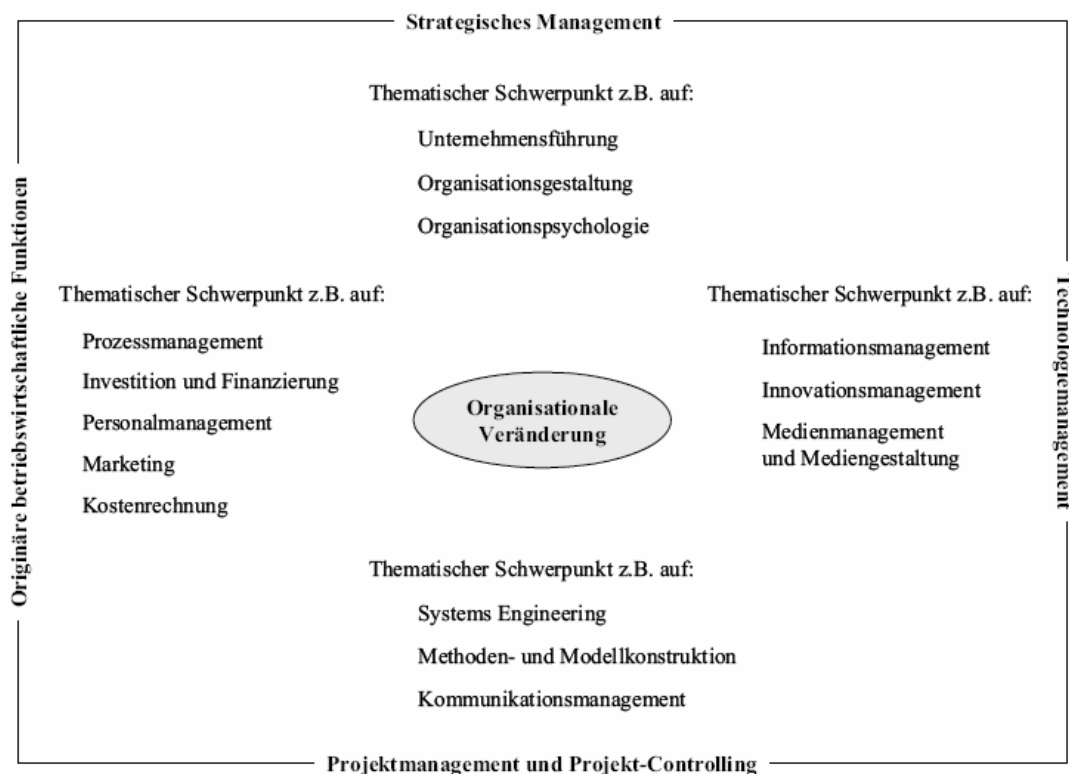 Strategisches Management
Thematischer Schwerpunkt z.B. auf:
Unternehmensführung
Organisationsgestaltung
Organisationspsychologie
Originäre betriebswirtschaftliche Funktionen
Thematischer Schwerpunkt z.B. auf:
Prozessmanagement
Investition und Finanzierung
Personalmanagement
Marketing
Kostenrechnung
Organisationale
Veränderung
Thematischer Schwerpunkt z.B. auf:
Informationsmanagement
Innovationsmanagement
Medienmanagement
und Mediengestaltung
Technologiemanagement
Thematischer Schwerpunkt z.B. auf:
Systems Engineering
Methoden- und Modellkonstruktion
Kommunikationsmanagement
Projektmanagement und Projekt-Controlling